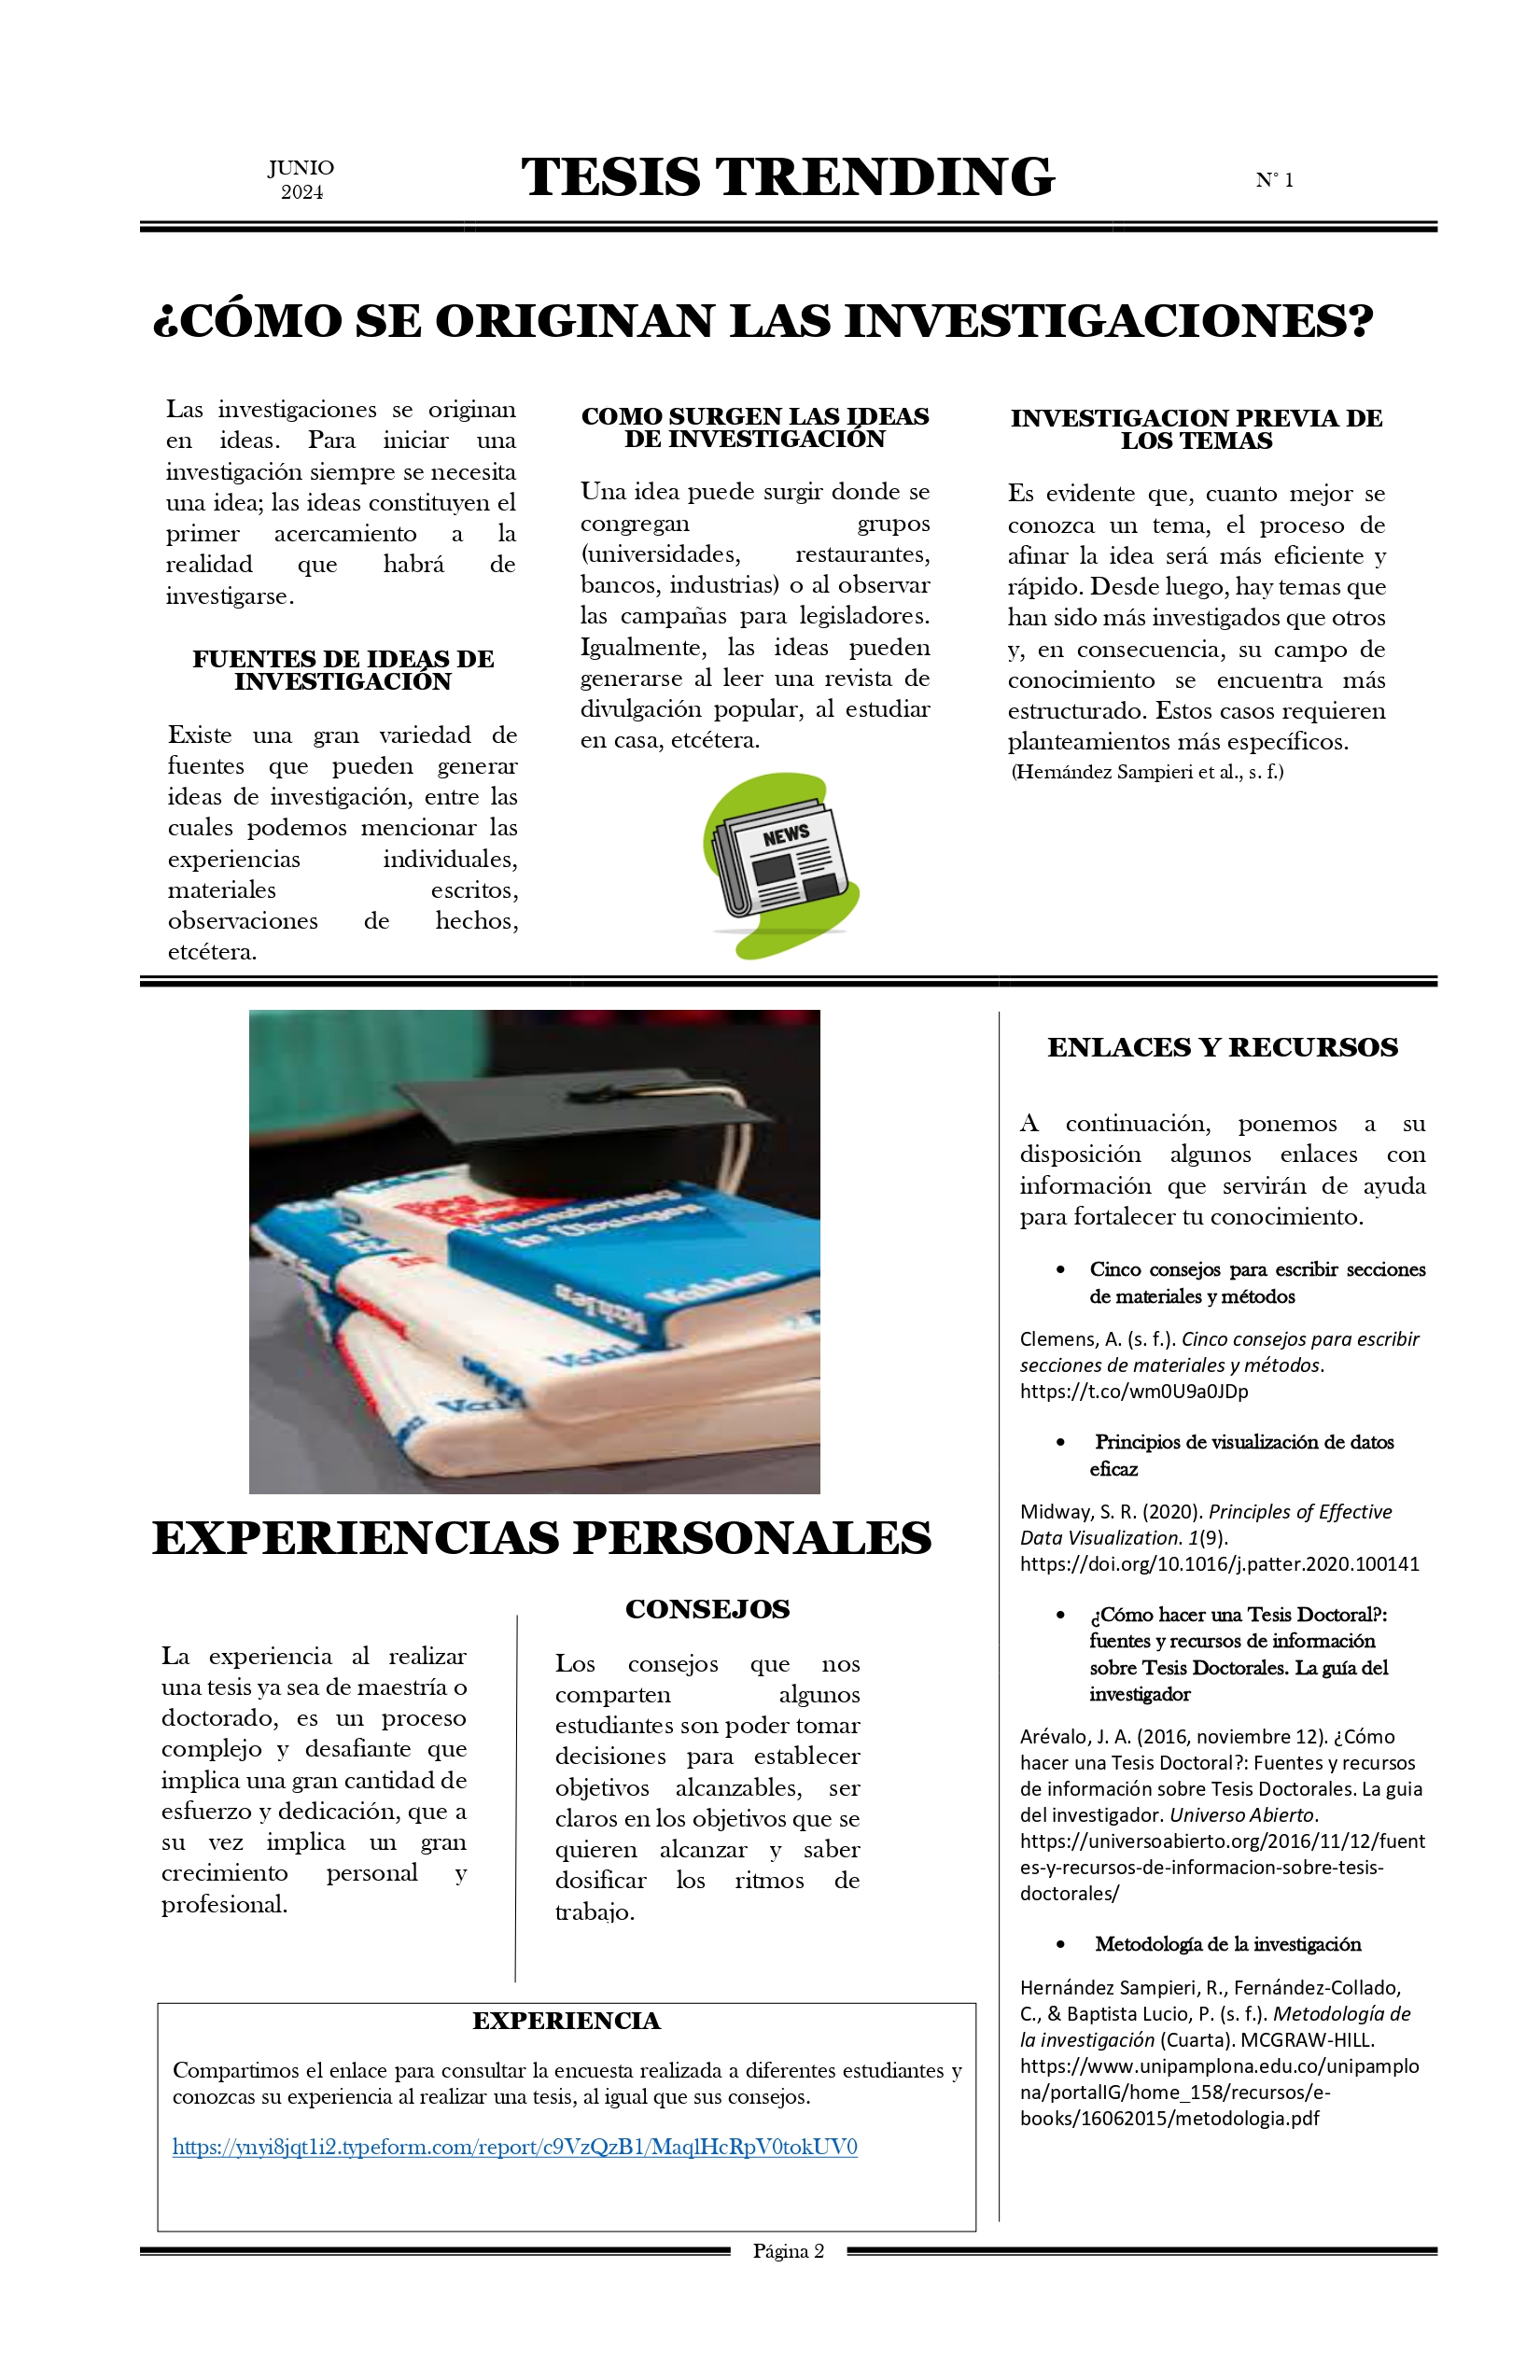 JUNIO
2024
TESIS TRENDING
N° 1
¿CÓMO SE ORIGINAN LAS INVESTIGACIONES?
Las investigaciones se originan
en ideas. Para iniciar una
investigación siempre se necesita
una idea; las ideas constituyen el
primer acercamiento a la
realidad que habrá de
investigarse.
FUENTES DE IDEAS DE
INVESTIGACIÓN
Existe una gran variedad de
fuentes que pueden generar
ideas de investigación, entre las
cuales podemos mencionar las
experiencias individuales,
materiales escritos,
observaciones de hechos,
etcétera.
COMO SURGEN LAS IDEAS
DE INVESTIGACIÓN
Una idea puede surgir donde se
congregan grupos
(universidades, restaurantes,
bancos, industrias) o al observar
las campañas para legisladores.
Igualmente, las ideas pueden
generarse al leer una revista de
divulgación popular, al estudiar
en casa, etcétera.
NEWS
INVESTIGACION PREVIA DE
LOS TEMAS
Es evidente que, cuanto mejor se
conozca un tema, el proceso de
afinar la idea será más eficiente y
rápido. Desde luego, hay temas que
han sido más investigados que otros
y, en consecuencia, su campo de
conocimiento se encuentra más
estructurado. Estos casos requieren
planteamientos más específicos.
(Hernández Sampieri et al., s. f.)
in Übungen
Vahlen
Vahlen
EXPERIENCIAS PERSONALES
La experiencia al realizar
una tesis ya sea de maestría o
doctorado, es un proceso
complejo y desafiante que
implica una gran cantidad de
esfuerzo y dedicación, que a
su vez implica un gran
crecimiento personal y
profesional.
CONSEJOS
Los consejos que nos
comparten algunos
estudiantes son poder tomar
decisiones para establecer
objetivos alcanzables, ser
claros en los objetivos que se
quieren alcanzar y saber
dosificar los ritmos de
trabajo.
EXPERIENCIA
Compartimos el enlace para consultar la encuesta realizada a diferentes estudiantes y
conozcas su experiencia al realizar una tesis, al igual que sus consejos.
https://ynyi8jqt1i2.typeform.com/report/c9VzQzB1/MaqlHcRpV0tokUV0
ENLACES Y RECURSOS
A continuación, ponemos a su
disposición algunos enlaces con
información que servirán de ayuda
para fortalecer tu conocimiento.
• Cinco consejos para escribir secciones
de materiales y métodos
Clemens, A. (s. f.). Cinco consejos para escribir
secciones de materiales y métodos.
https://t.co/wm0U9a0JDp
• Principios de visualización de datos
eficaz
Midway, S. R. (2020). Principles of Effective
Data Visualization. 1(9).
https://doi.org/10.1016/j.patter.2020.100141
• ¿Cómo hacer una Tesis Doctoral?:
fuentes y recursos de información
sobre Tesis Doctorales. La guía del
investigador
Arévalo, J. A. (2016, noviembre 12). ¿Cómo
hacer una Tesis Doctoral?: Fuentes y recursos
de información sobre Tesis Doctorales. La guia
del investigador. Universo Abierto.
https://universoabierto.org/2016/11/12/fuent
es-y-recursos-de-informacion-sobre-tesis-
doctorales/
• Metodología de la investigación
Hernández Sampieri, R., Fernández-Collado,
C., & Baptista Lucio, P. (s. f.). Metodología de
la investigación (Cuarta). MCGRAW-HILL.
https://www.unipamplona.edu.co/unipamplo
na/portalIG/home_158/recursos/e-
books/16062015/metodologia.pdf
Página 2